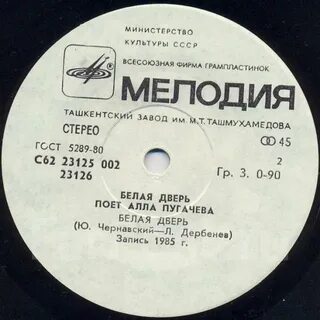 МИНИСТЕРСТВО
КУЛЬТУРЫ СССР
ВСЕСОЮЗНАЯ ФИРМА ГРАМПЛАСТИНОК
МЕЛОДИЯ
ТАШКЕНТСКИЙ ЗАВОД ИМ М.Т.ТАШМУХАМЕДОВА
СТЕРЕО
45
ГОСТ 5289-80
2
С62 23125 002
Гр. 3. 0-90
23126
БЕЛАЯ ДВЕРЬ
ПОЕТ АЛЛА ПУГАЧЕВА
БЕЛАЯ ДВЕРЬ
(Ю. Чернавский—Л. Дербенев)
Запись 1985 г.